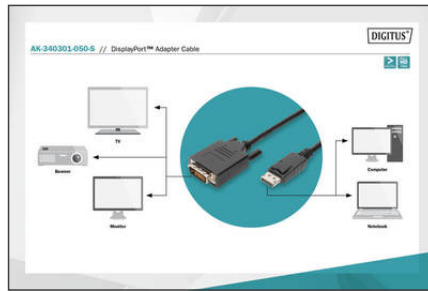 DIGITUS®
AK-340301-050-S // DisplayPort™ Adapter Cable
TV
Beamer
Monitor
Computer
Notebook